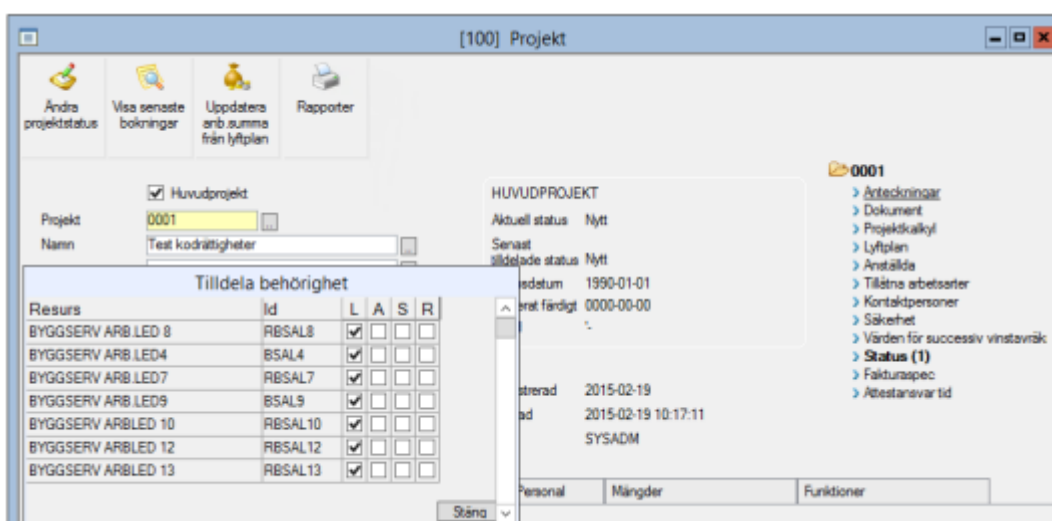 [100] Projekt
Ändra projektstatus
Visa senaste bokningar
Uppdatera anb.summa från lyftplan
Rapporter
Huvudprojekt
Projekt 0001
Namn Test kodrättigheter
HUVUDPROJEKT
Aktuell status Nytt
Senast
tilldelade status Nytt
sdatum 1990-01-01
erat färdigt 0000-00-00
'-
strerad 2015-02-19
ad 2015-02-19 10:17:11
SYSADM
0001
Anteckningar
Dokument
Projektkalkyl
Lyftplan
Anställda
Tillåtna arbetsarter
Kontaktpersoner
Säkerhet
Värden för successiv vinstavräk
Status (1)
Fakturaspec
Attestansvar tid
Tilldela behörighet
Resurs Id L A S R
BYGGSERV ARB.LED 8 RBSAL8
BYGGSERV ARB.LED4 BSAL4
BYGGSERV ARB.LED7 RBSAL7
BYGGSERV ARB.LED9 BSAL9
BYGGSERV ARBLED 10 RBSAL10
BYGGSERV ARBLED 12 RBSAL12
BYGGSERV ARBLED 13 RBSAL13
Stäng
Personal Mängder Funktioner